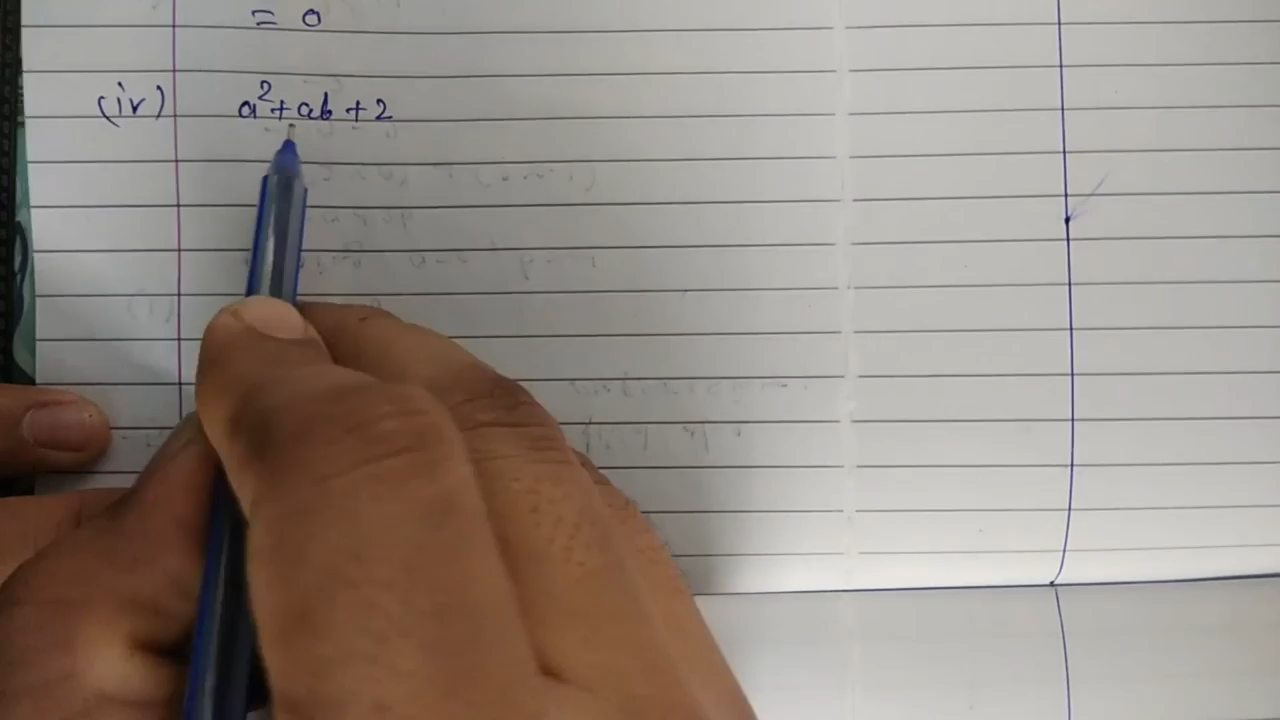 = 0
(iv) a²+ab +2